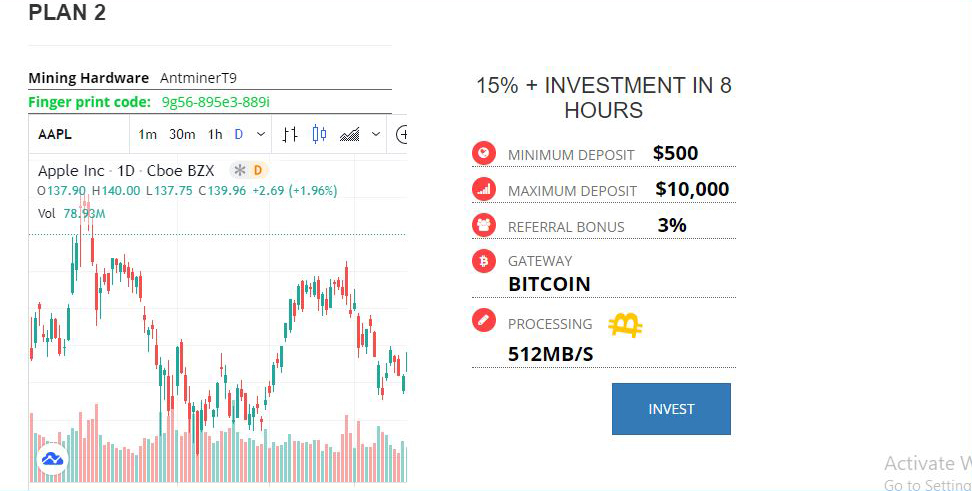 PLAN 2
Mining Hardware AntminerT9
Finger print code: 9g56-895e3-889i
AAPL 1m 30m 1h D
Apple Inc · 1D · Cboe BZX D
O137.90 H140.00 L137.75 C139.96 +2.69 (+1.96%)
Vol 78.93M
15% + INVESTMENT IN 8
HOURS
MINIMUM DEPOSIT $500
MAXIMUM DEPOSIT $10,000
REFERRAL BONUS 3%
GATEWAY
BITCOIN
PROCESSING
512MB/S
INVEST
Activate W
Go to Setting